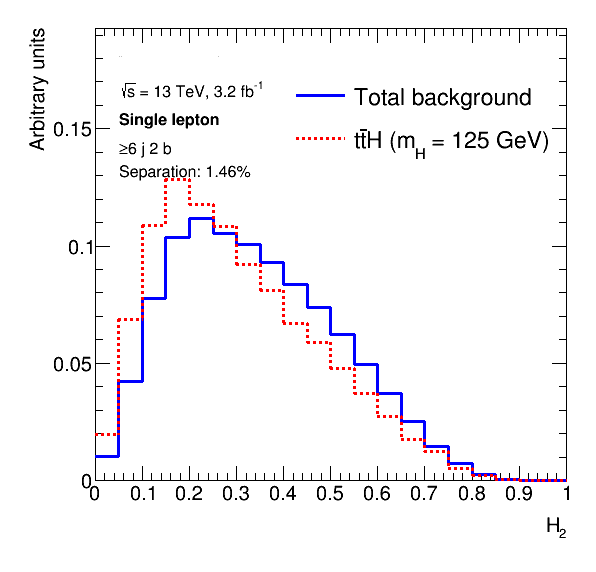 Arbitrary units
√s = 13 TeV, 3.2 fb⁻¹
Single lepton
≥6 j 2 b
Separation: 1.46%
Total background
tt̄H (m_H = 125 GeV)
0.15
0.1
0.05
0
0 0.1 0.2 0.3 0.4 0.5 0.6 0.7 0.8 0.9 1
H₂